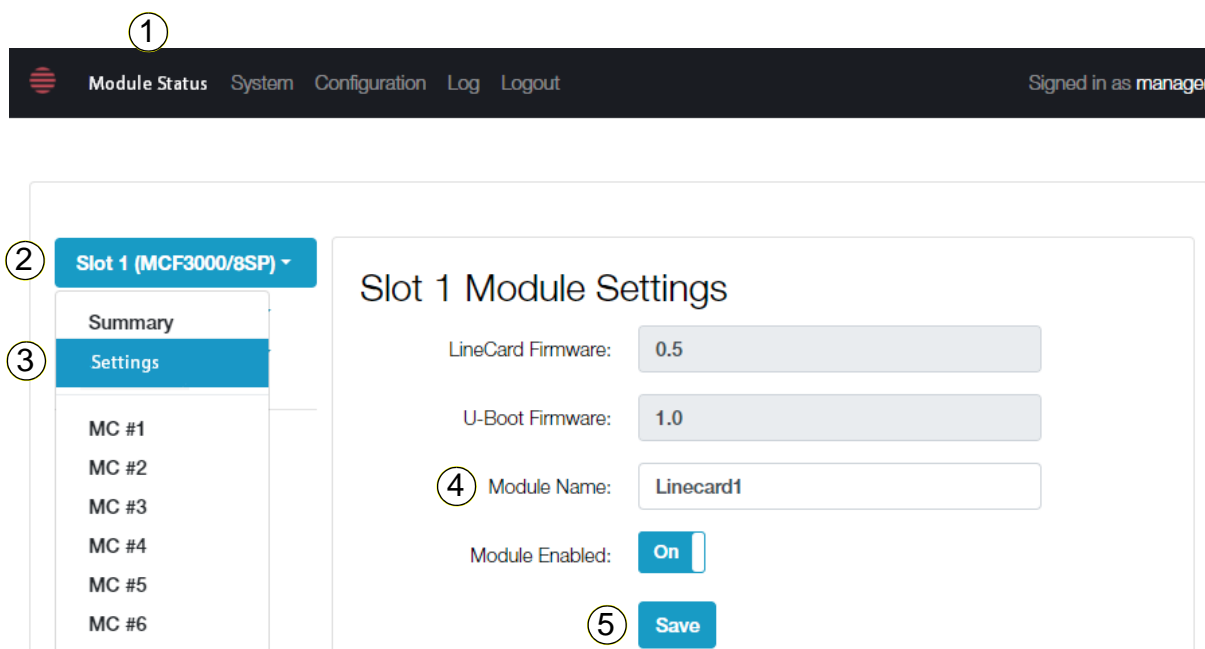 1
Module Status System Configuration Log Logout Signed in as manager
2 Slot 1 (MCF3000/8SP)
Summary
3 Settings
MC #1
MC #2
MC #3
MC #4
MC #5
MC #6
Slot 1 Module Settings
LineCard Firmware: 0.5
U-Boot Firmware: 1.0
4 Module Name: Linecard1
Module Enabled: On
5 Save